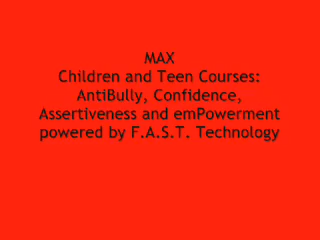 MAX
Children and Teen Courses:
AntiBully, Confidence,
Assertiveness and emPowerment
powered by F.A.S.T. Technology